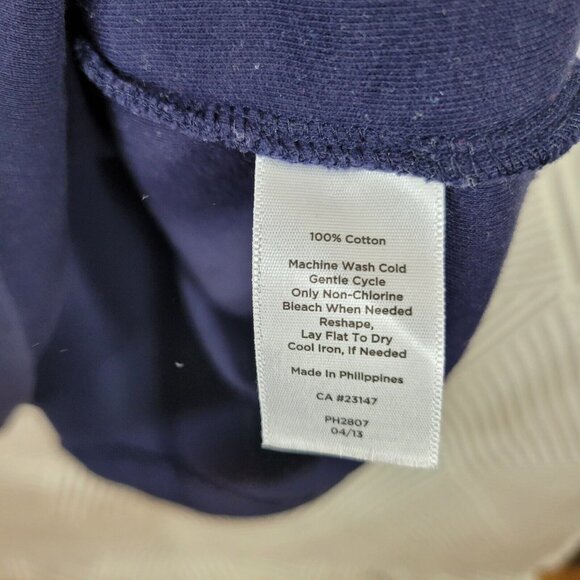 100% Cotton
Machine Wash Cold
Gentle Cycle
Only Non-Chlorine
Bleach When Needed
Reshape,
Lay Flat To Dry
Cool Iron, If Needed
Made In Philippines
CA #23147
PH2807
04/13